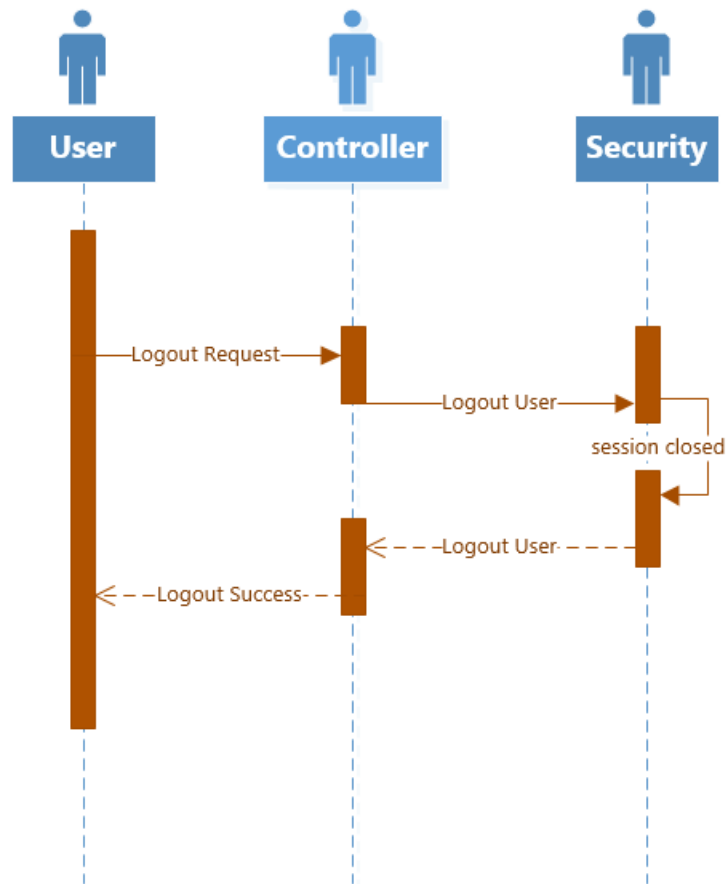 User
Controller
Security
Logout Request
Logout User
session closed
Logout User
Logout Success